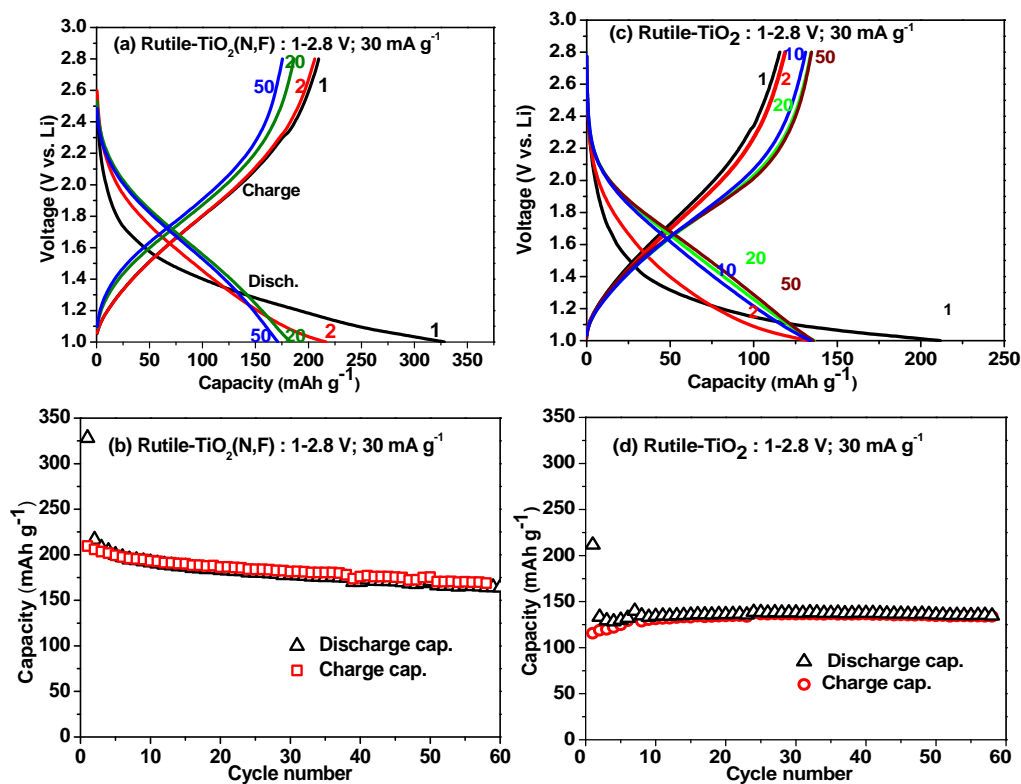 (a) Rutile-TiO2(N,F) : 1-2.8 V; 30 mA g-1
3.0
2.8
2.6
2.4
2.2
2.0
1.8
1.6
1.4
1.2
1.0
Voltage (V vs. Li)
50
20
2
1
Charge
Disch.
50
20
2
1
0 50 100 150 200 250 300 350
Capacity (mAh g-1)
(c) Rutile-TiO2 : 1-2.8 V; 30 mA g-1
3.0
2.8
2.6
2.4
2.2
2.0
1.8
1.6
1.4
1.2
1.0
Voltage (V vs. Li)
1
10
2
20
50
20
10
50
2
1
0 50 100 150 200 250
Capacity (mAh g-1)
(b) Rutile-TiO2(N,F) : 1-2.8 V; 30 mA g-1
350
300
250
200
150
100
50
0
Capacity (mAh g-1)
Discharge cap.
Charge cap.
0 10 20 30 40 50 60
Cycle number
(d) Rutile-TiO2 : 1-2.8 V; 30 mA g-1
350
300
250
200
150
100
50
0
Capacity (mAh g-1)
Discharge cap.
Charge cap.
0 10 20 30 40 50 60
Cycle number